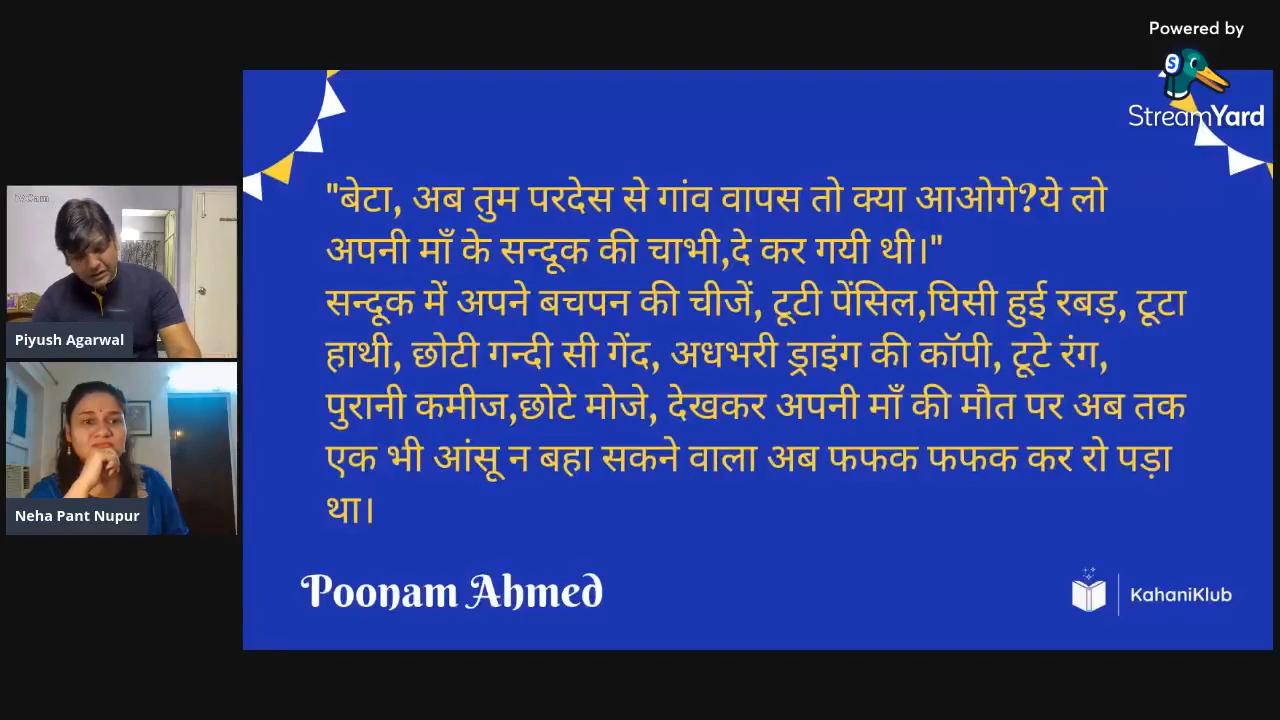 Powered by
StreamYard
"बेटा, अब तुम परदेस से गांव वापस तो क्या आओगे?ये लो
अपनी माँ के सन्दूक की चाभी,दे कर गयी थी।"
सन्दूक में अपने बचपन की चीजें, टूटी पेंसिल,घिसी हुई रबड़, टूटा
हाथी, छोटी गन्दी सी गेंद, अधभरी ड्राइंग की कॉपी, टूटे रंग,
पुरानी कमीज,छोटे मोजे, देखकर अपनी माँ की मौत पर अब तक
एक भी आंसू न बहा सकने वाला अब फफक फफक कर रो पड़ा
था।
Poonam Ahmed
KahaniKlub
Piyush Agarwal
Neha Pant Nupur